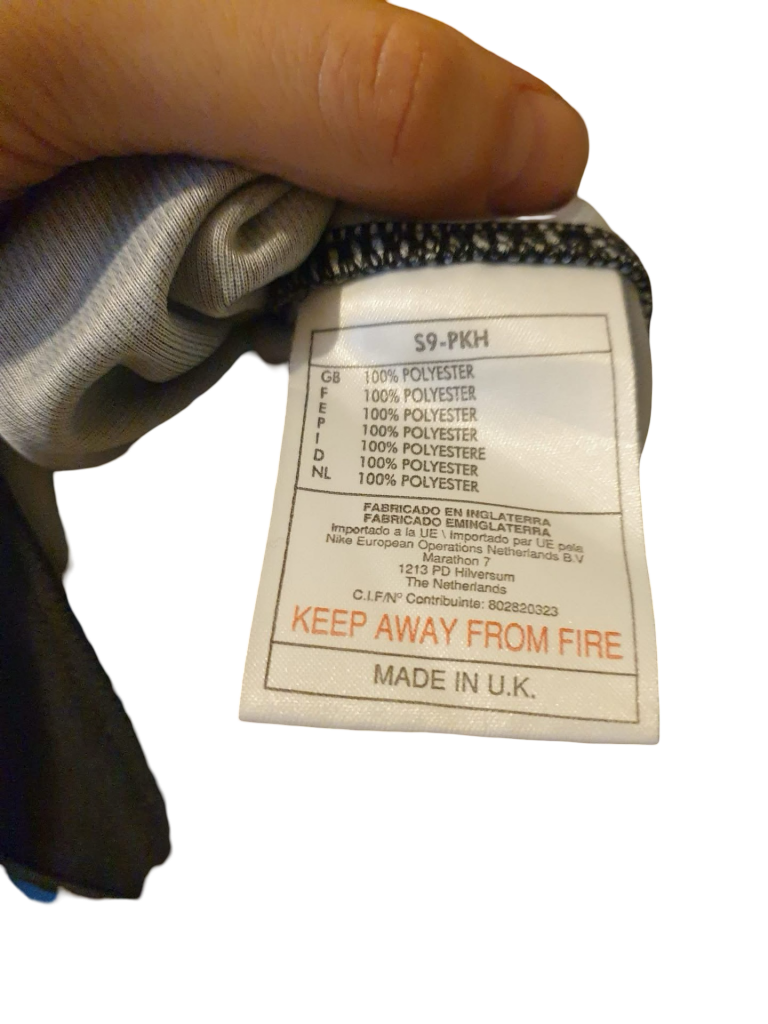 S9-PKH
GB 100% POLYESTER
F 100% POLYESTER
E 100% POLYESTER
P 100% POLYESTER
I 100% POLYESTERE
D 100% POLYESTER
NL 100% POLYESTER
FABRICADO EN INGLATERRA
FABRICADO EMINGLATERRA
Importado a la UE \ Importado par UE pela
Nike European Operations Netherlands B.V
Marathon 7
1213 PD Hilversum
The Netherlands
C.I.F/Nº Contribuinte: 802820323
KEEP AWAY FROM FIRE
MADE IN U.K.